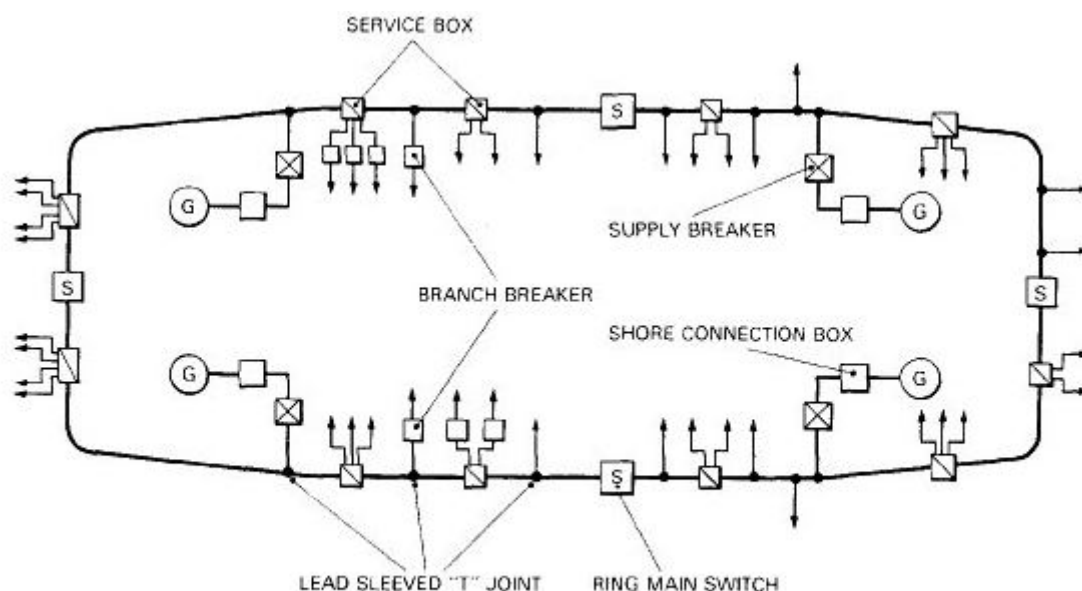 SERVICE BOX
S
G
G
SUPPLY BREAKER
S
BRANCH BREAKER
S
SHORE CONNECTION BOX
G
G
S
LEAD SLEEVED "T" JOINT
RING MAIN SWITCH